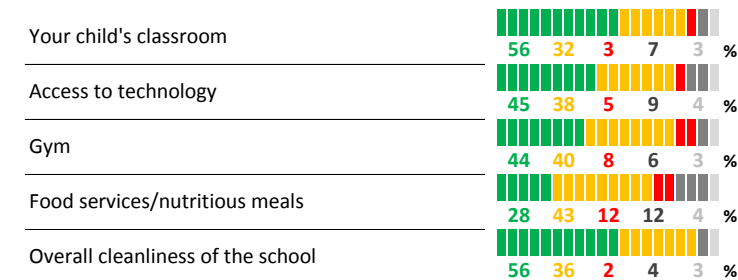 Your child's classroom
56 32 3 7 3 %
Access to technology
45 38 5 9 4 %
Gym
44 40 8 6 3 %
Food services/nutritious meals
28 43 12 12 4 %
Overall cleanliness of the school
56 36 2 4 3 %